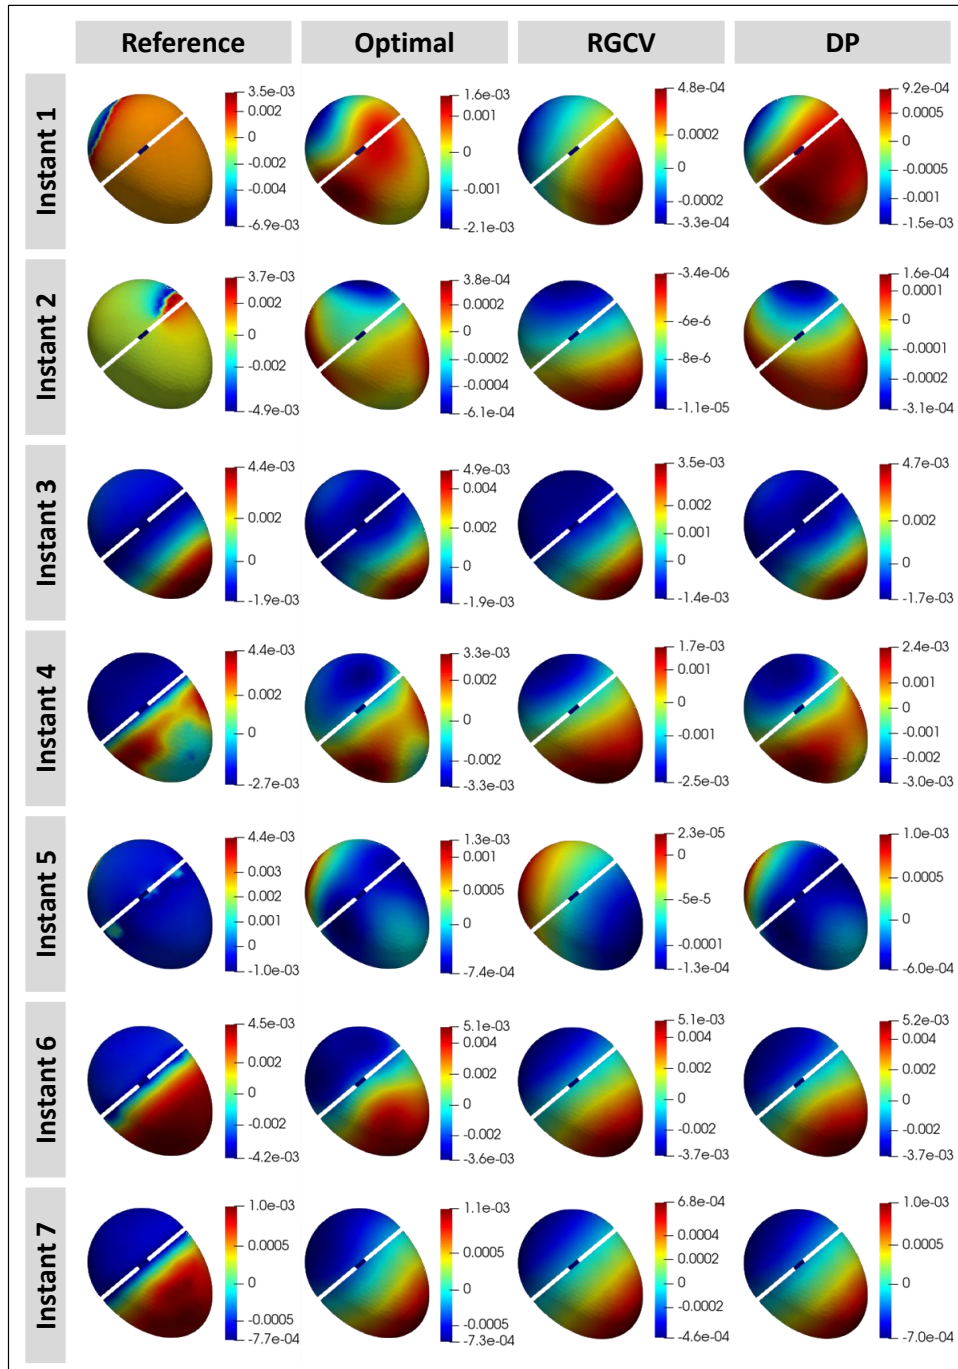 Reference Optimal RGCV DP
Instant 1
3.5e-03 1.6e-03 4.8e-04 9.2e-04
0.002 0.001 0.0002 0.0005
0 0 0 0
-0.002 -0.001 -0.0002 -0.0005
-0.004 -2.1e-03 -3.3e-04 -0.001
-6.9e-03 -1.5e-03
Instant 2
3.7e-03 3.8e-04 -3.4e-06 1.6e-04
0.002 0.0002 -6e-6 0.0001
0 0 -8e-6 0
-0.002 -0.0002 -1.1e-05 -0.0001
-4.9e-03 -0.0004 -0.0002
-6.1e-04 -3.1e-04
Instant 3
4.4e-03 4.9e-03 3.5e-03 4.7e-03
0.002 0.004 0.002 0.002
0 0.002 0.001 0
-1.9e-03 0 0 -1.7e-03
-1.9e-03 -1.4e-03
Instant 4
4.4e-03 3.3e-03 1.7e-03 2.4e-03
0.002 0.002 0.001 0.001
0 0 0 0
-2.7e-03 -0.002 -0.001 -0.001
-3.3e-03 -2.5e-03 -0.002
-3.0e-03
Instant 5
4.4e-03 1.3e-03 2.3e-05 1.0e-03
0.003 0.001 0 0.0005
0.002 0.0005 -5e-5 0
0.001 0 -0.0001 -6.0e-04
0 -7.4e-04 -1.3e-04
-1.0e-03
Instant 6
4.5e-03 5.1e-03 5.1e-03 5.2e-03
0.002 0.004 0.004 0.004
0 0.002 0.002 0.002
-0.002 0 0 0
-4.2e-03 -0.002 -0.002 -0.002
-3.6e-03 -3.7e-03 -3.7e-03
Instant 7
1.0e-03 1.1e-03 6.8e-04 1.0e-03
0.0005 0.0005 0.0004 0.0005
0 0 0.0002 0
-0.0005 -0.0005 0 -7.0e-04
-7.7e-04 -7.3e-04 -0.0002
-4.6e-04